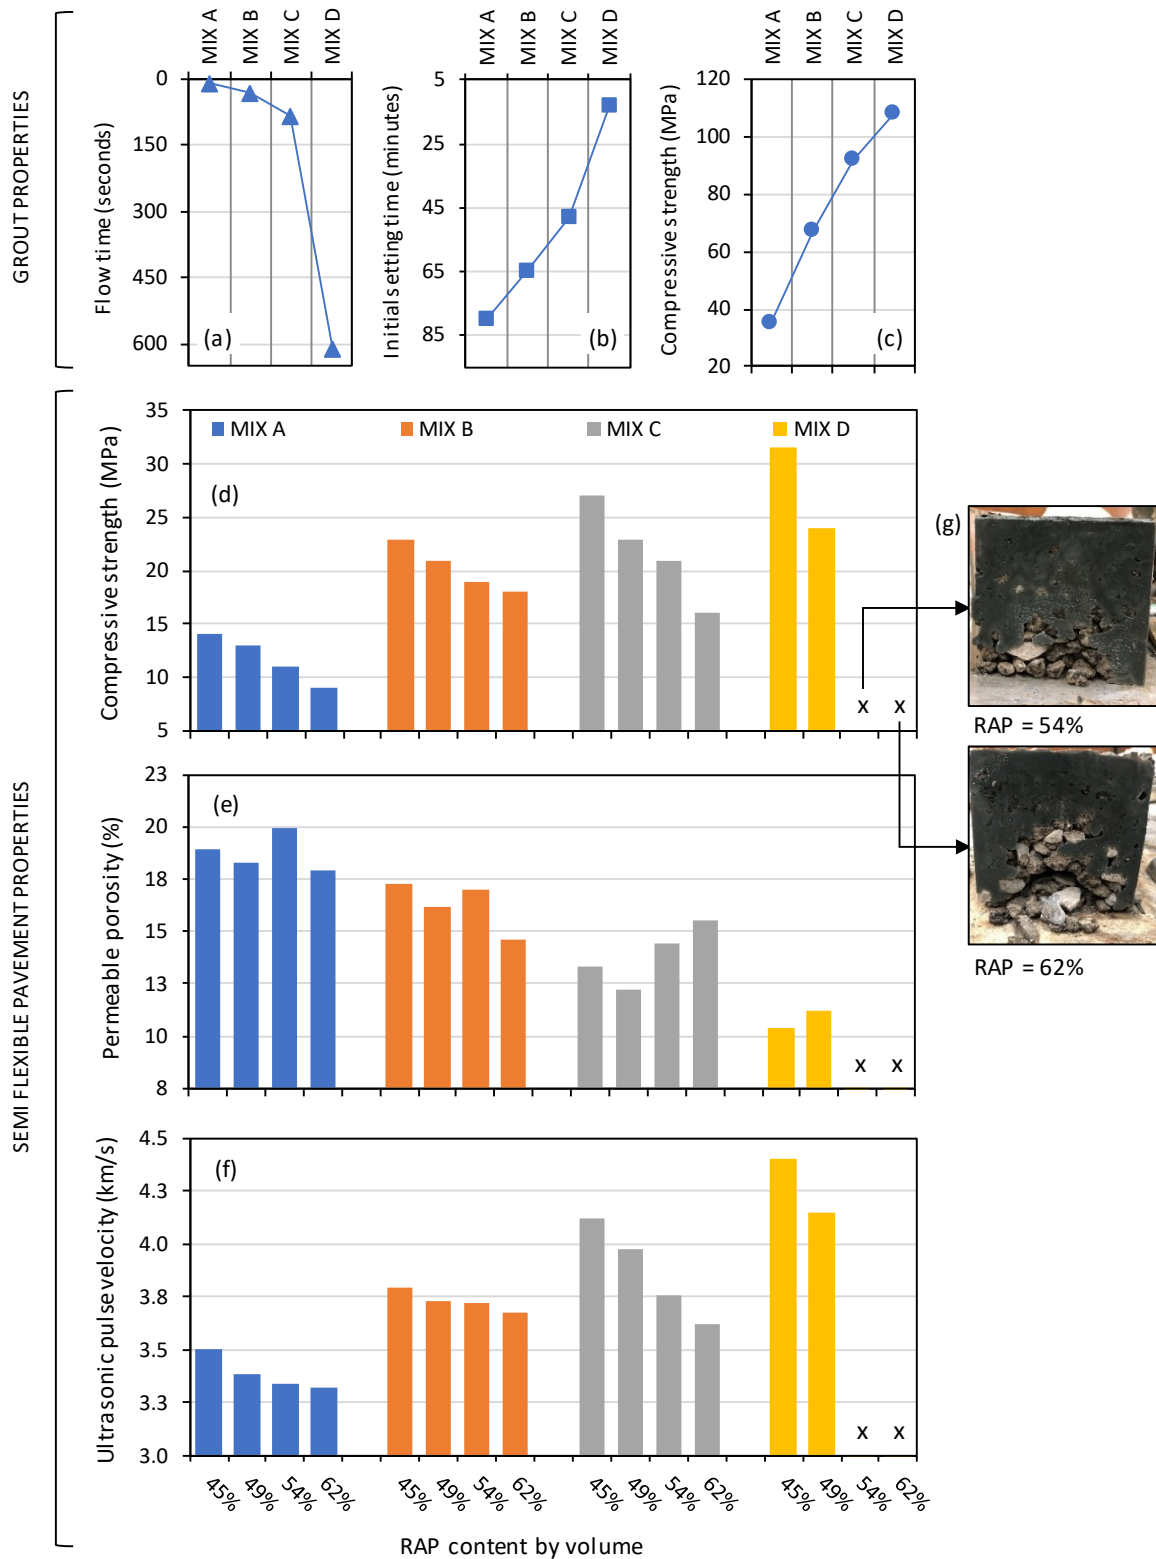 GROUT PROPERTIES
MIX A
MIX B
MIX C
MIX D
Flow time (seconds)
0
150
300
450
600
(a)
MIX A
MIX B
MIX C
MIX D
Initial setting time (minutes)
5
25
45
65
85
(b)
MIX A
MIX B
MIX C
MIX D
Compressive strength (MPa)
120
100
80
60
40
20
(c)
SEMI FLEXIBLE PAVEMENT PROPERTIES
Compressive strength (MPa)
35
30
25
20
15
10
5
MIX A MIX B MIX C MIX D
(d)
x x
(g)
RAP = 54%
RAP = 62%
Permeable porosity (%)
23
20
18
15
13
10
8
(e)
x x
Ultrasonic pulse velocity (km/s)
4.5
4.3
4.0
3.8
3.5
3.3
3.0
(f)
x x
45% 49% 54% 62% 45% 49% 54% 62% 45% 49% 54% 62% 45% 49% 54% 62%
RAP content by volume